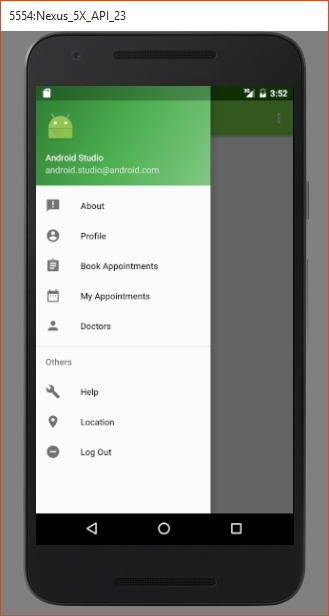 5554:Nexus_5X_API_23
3G 3:52
Android Studio
android.studio@android.com
About
Profile
Book Appointments
My Appointments
Doctors
Others
Help
Location
Log Out